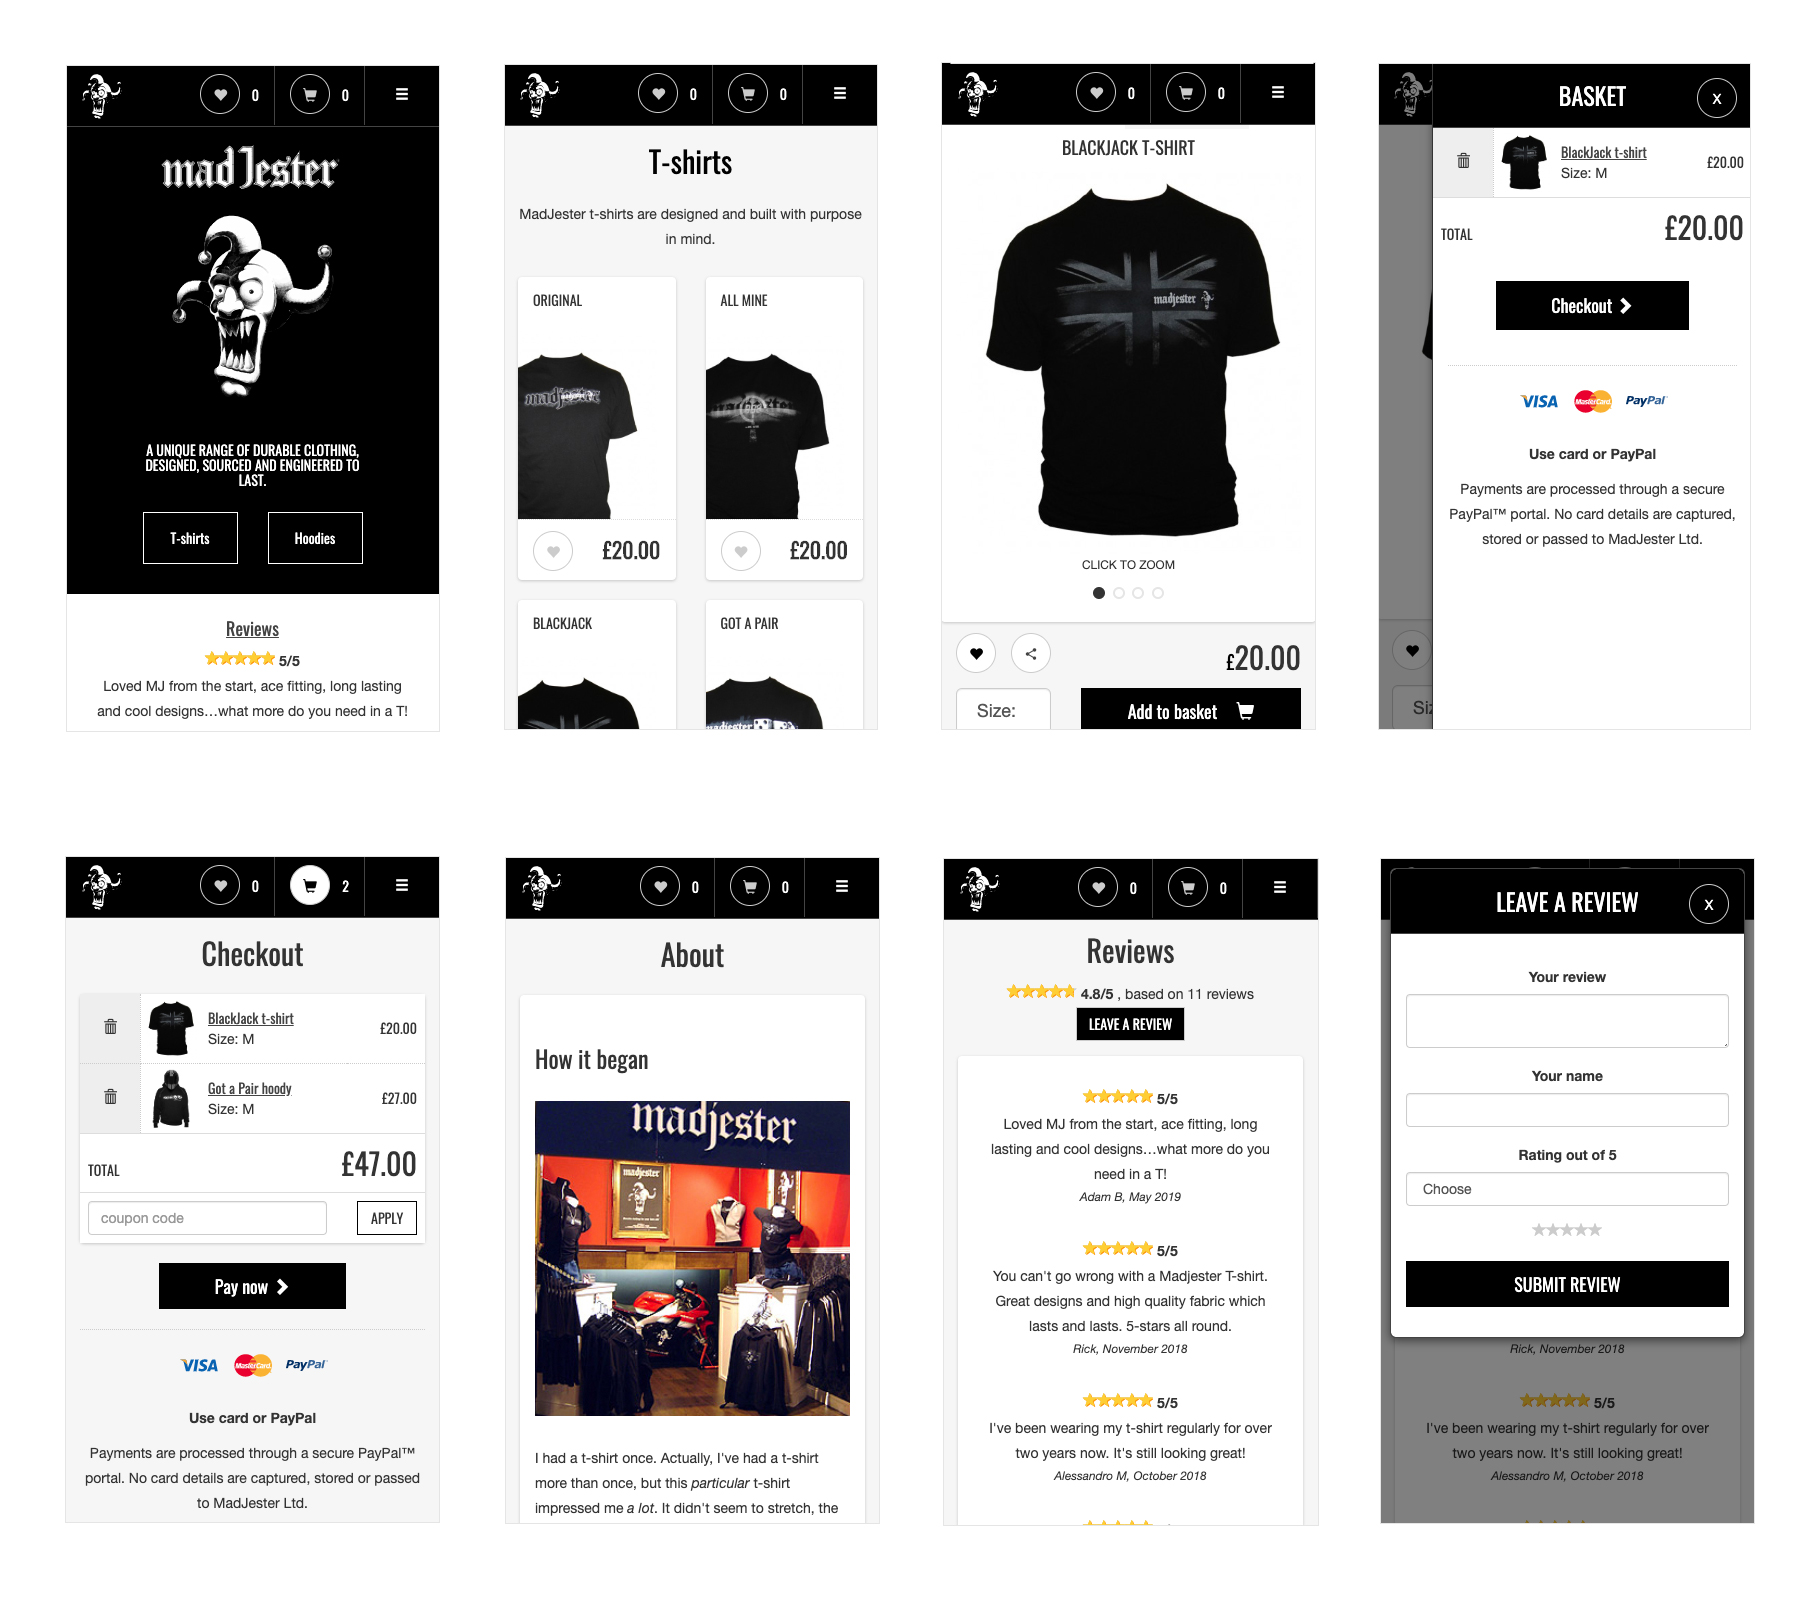 0
0
madJester
A UNIQUE RANGE OF DURABLE CLOTHING,
DESIGNED, SOURCED AND ENGINEERED TO
LAST.
T-shirts
Hoodies
Reviews
5/5
Loved MJ from the start, ace fitting, long lasting
and cool designs...what more do you need in a T!
0
0
T-shirts
MadJester t-shirts are designed and built with purpose
in mind.
ORIGINAL
madjester
£20.00
ALL MINE
£20.00
BLACKJACK
GOT A PAIR
0
0
BLACKJACK T-SHIRT
madjester
CLICK TO ZOOM
£20.00
Size:
Add to basket
BASKET
X
BlackJack t-shirt
Size: M
£20.00
TOTAL
£20.00
Checkout
VISA
MasterCard
PayPal
Use card or PayPal
Payments are processed through a secure
PayPal™ portal. No card details are captured,
stored or passed to MadJester Ltd.
0
2
Checkout
BlackJack t-shirt
Size: M
£20.00
Got a Pair hoody
Size: M
£27.00
TOTAL
£47.00
coupon code
APPLY
Pay now
VISA
MasterCard
PayPal
Use card or PayPal
Payments are processed through a secure PayPal™
portal. No card details are captured, stored or passed
to MadJester Ltd.
0
0
About
How it began
madjester
madjester
I had a t-shirt once. Actually, I've had a t-shirt
more than once, but this particular t-shirt
impressed me a lot. It didn't seem to stretch, the
0
0
Reviews
4.8/5 , based on 11 reviews
LEAVE A REVIEW
5/5
Loved MJ from the start, ace fitting, long
lasting and cool designs...what more do you
need in a T!
Adam B, May 2019
5/5
You can't go wrong with a Madjester T-shirt.
Great designs and high quality fabric which
lasts and lasts. 5-stars all round.
Rick, November 2018
5/5
I've been wearing my t-shirt regularly for over
two years now. It's still looking great!
Alessandro M, October 2018
LEAVE A REVIEW
X
Your review
Your name
Rating out of 5
Choose
SUBMIT REVIEW
Rick, November 2018
5/5
I've been wearing my t-shirt regularly for over
two years now. It's still looking great!
Alessandro M, October 2018